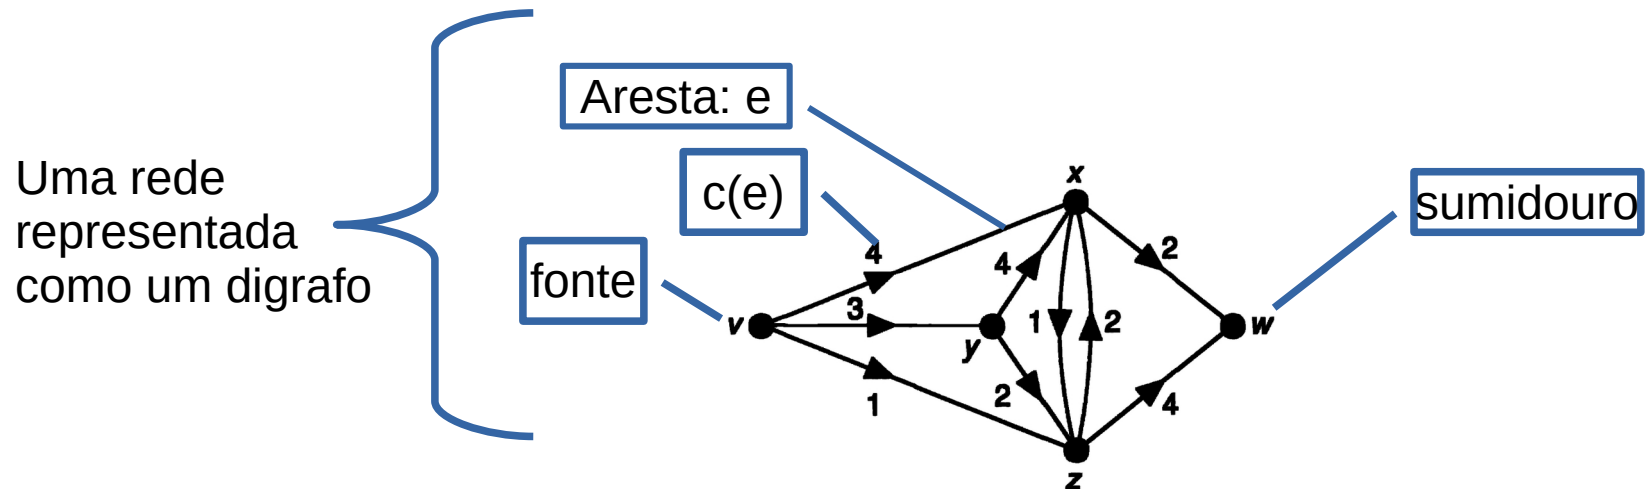 Uma rede
representada
como um digrafo
Aresta: e
c(e)
fonte
sumidouro
x
4
2
4
v
3
1
2
w
y
2
1
4
z